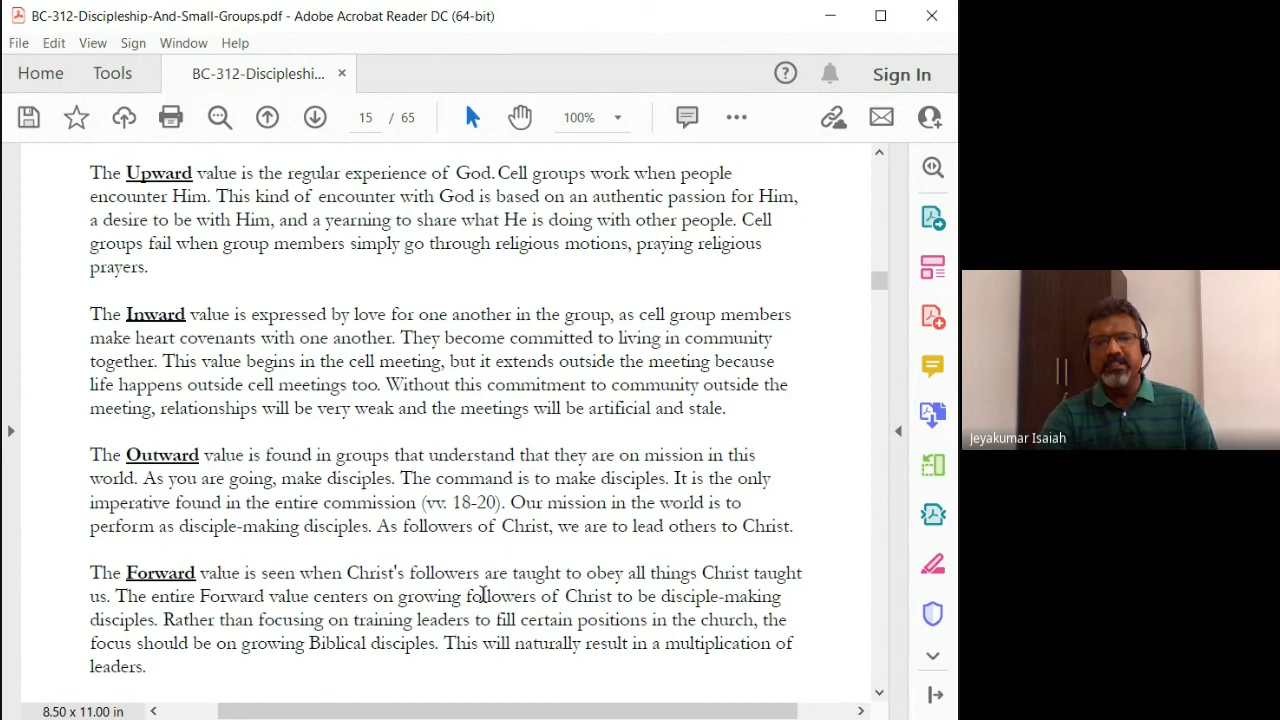 BC-312-Discipleship-And-Small-Groups.pdf - Adobe Acrobat Reader DC (64-bit)
File Edit View Sign Window Help
Home Tools BC-312-Discipleshi... Sign In
15 / 65 100%
The Upward value is the regular experience of God. Cell groups work when people
encounter Him. This kind of encounter with God is based on an authentic passion for Him,
a desire to be with Him, and a yearning to share what He is doing with other people. Cell
groups fail when group members simply go through religious motions, praying religious
prayers.
The Inward value is expressed by love for one another in the group, as cell group members
make heart covenants with one another. They become committed to living in community
together. This value begins in the cell meeting, but it extends outside the meeting because
life happens outside cell meetings too. Without this commitment to community outside the
meeting, relationships will be very weak and the meetings will be artificial and stale.
The Outward value is found in groups that understand that they are on mission in this
world. As you are going, make disciples. The command is to make disciples. It is the only
imperative found in the entire commission (vv. 18-20). Our mission in the world is to
perform as disciple-making disciples. As followers of Christ, we are to lead others to Christ.
The Forward value is seen when Christ's followers are taught to obey all things Christ taught
us. The entire Forward value centers on growing followers of Christ to be disciple-making
disciples. Rather than focusing on training leaders to fill certain positions in the church, the
focus should be on growing Biblical disciples. This will naturally result in a multiplication of
leaders.
8.50 x 11.00 in
Jeyakumar Isaiah